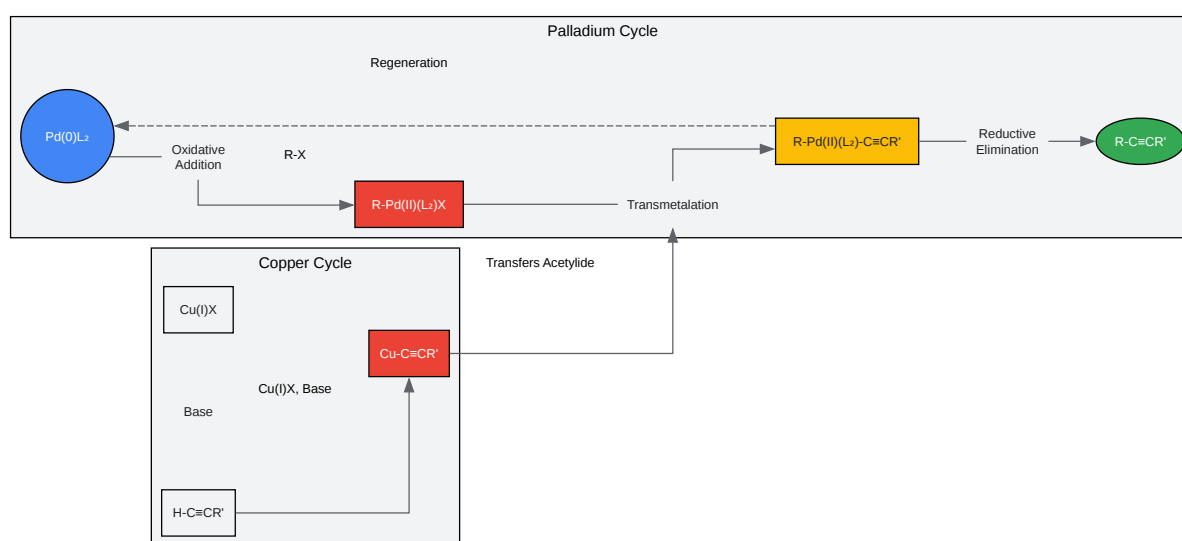 Palladium Cycle
Regeneration
Pd(0)L₂
Oxidative
Addition
R-X
R-Pd(II)(L₂)X
Transmetalation
R-Pd(II)(L₂)-C≡CR'
Reductive
Elimination
R-C≡CR'
Copper Cycle
Transfers Acetylide
Cu(I)X
Cu-C≡CR'
Cu(I)X, Base
Base
H-C≡CR'